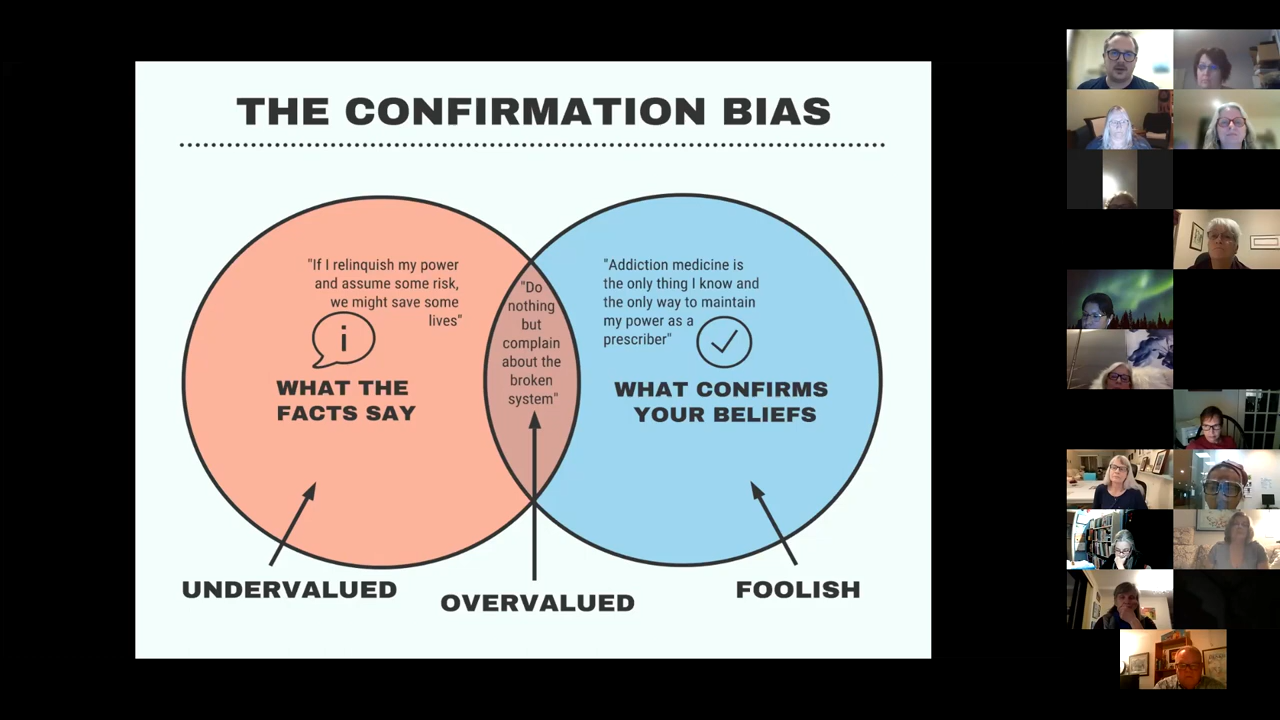 THE CONFIRMATION BIAS
"If I relinquish my power
and assume some risk,
we might save some
lives"
i
WHAT THE
FACTS SAY
"Do
nothing
but
complain
about the
broken
system"
"Addiction medicine is
the only thing I know and
the only way to maintain
my power as a
prescriber"
WHAT CONFIRMS
YOUR BELIEFS
UNDERVALUED
OVERVALUED
FOOLISH